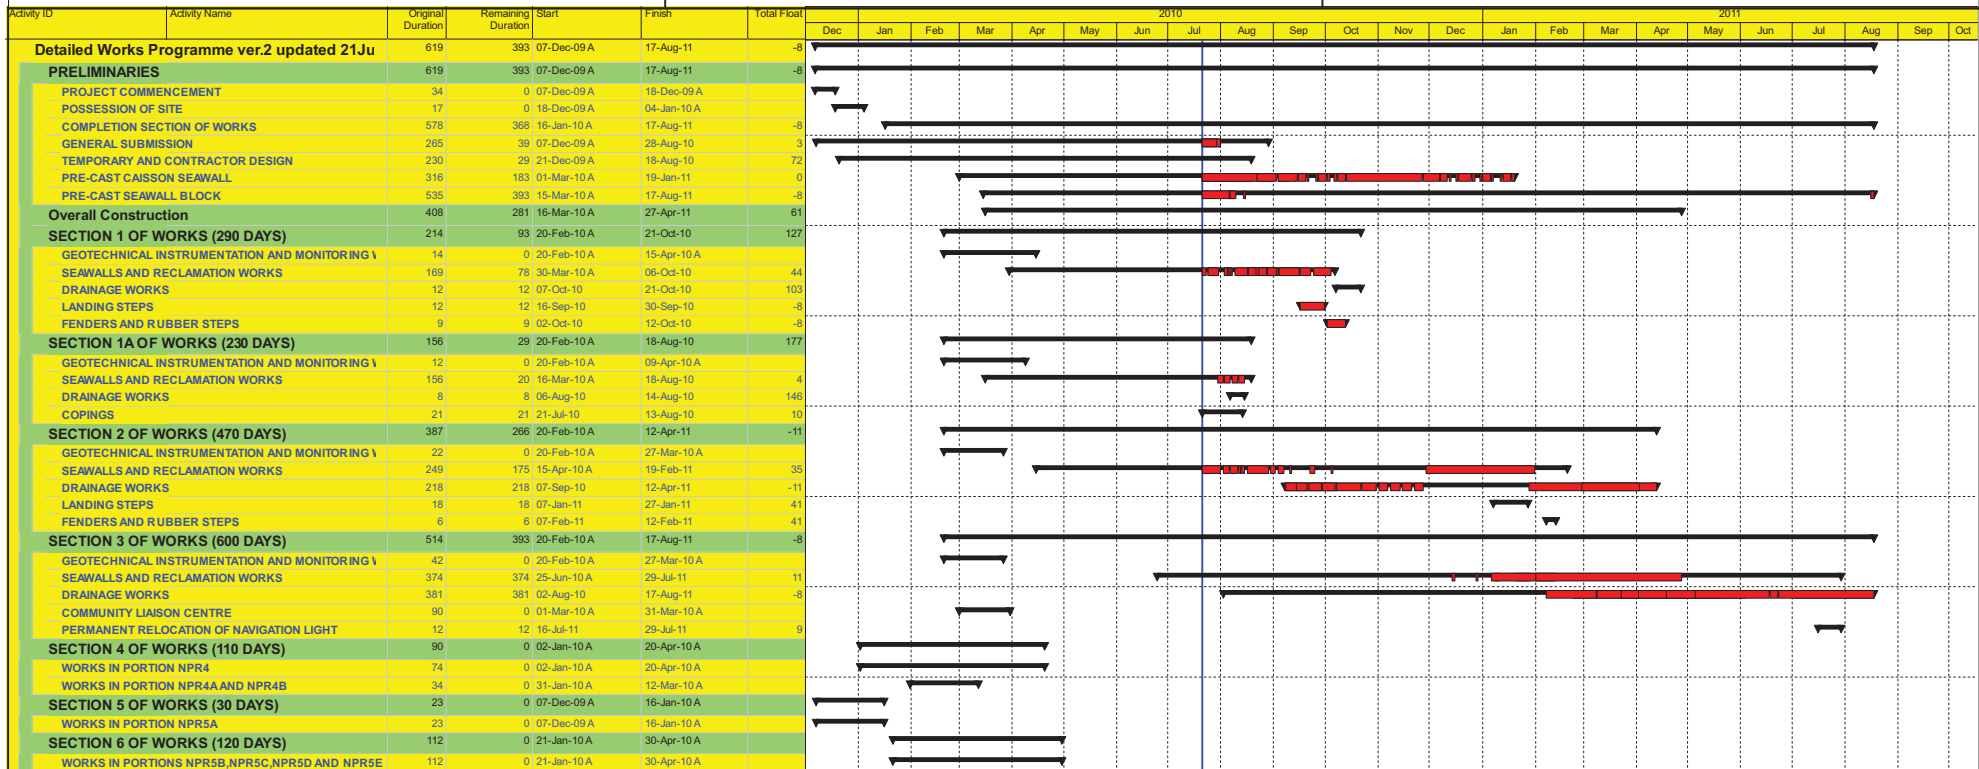 Activity ID Activity Name Original Duration Remaining Duration Start Finish Total Float 2010 2011
Dec Jan Feb Mar Apr May Jun Jul Aug Sep Oct Nov Dec Jan Feb Mar Apr May Jun Jul Aug Sep Oct
Detailed Works Programme ver.2 updated 21Ju 619 393 07-Dec-09 A 17-Aug-11 -8
PRELIMINARIES 619 393 07-Dec-09 A 17-Aug-11 -8
PROJECT COMMENCEMENT 34 0 07-Dec-09 A 18-Dec-09 A
POSSESSION OF SITE 17 0 18-Dec-09 A 04-Jan-10 A
COMPLETION SECTION OF WORKS 578 368 16-Jan-10 A 17-Aug-11 -8
GENERAL SUBMISSION 265 39 07-Dec-09 A 28-Aug-10 3
TEMPORARY AND CONTRACTOR DESIGN 230 29 21-Dec-09 A 18-Aug-10 72
PRE-CAST CAISSON SEAWALL 316 183 01-Mar-10 A 19-Jan-11 0
PRE-CAST SEAWALL BLOCK 535 393 15-Mar-10 A 17-Aug-11 -8
Overall Construction 408 281 16-Mar-10 A 27-Apr-11 61
SECTION 1 OF WORKS (290 DAYS) 214 93 20-Feb-10 A 21-Oct-10 127
GEOTECHNICAL INSTRUMENTATION AND MONITORING 14 0 20-Feb-10 A 15-Apr-10 A
SEAWALLS AND RECLAMATION WORKS 169 78 30-Mar-10 A 06-Oct-10 44
DRAINAGE WORKS 12 12 07-Oct-10 21-Oct-10 103
LANDING STEPS 12 12 16-Sep-10 30-Sep-10 -8
FENDERS AND RUBBER STEPS 9 9 02-Oct-10 12-Oct-10 -8
SECTION 1A OF WORKS (230 DAYS) 156 29 20-Feb-10 A 18-Aug-10 177
GEOTECHNICAL INSTRUMENTATION AND MONITORING 12 0 20-Feb-10 A 09-Apr-10 A
SEAWALLS AND RECLAMATION WORKS 156 20 16-Mar-10 A 18-Aug-10 4
DRAINAGE WORKS 8 8 06-Aug-10 14-Aug-10 146
COPINGS 21 21 21-Jul-10 13-Aug-10 10
SECTION 2 OF WORKS (470 DAYS) 387 266 20-Feb-10 A 12-Apr-11 -11
GEOTECHNICAL INSTRUMENTATION AND MONITORING 22 0 20-Feb-10 A 27-Mar-10 A
SEAWALLS AND RECLAMATION WORKS 249 175 15-Apr-10 A 19-Feb-11 35
DRAINAGE WORKS 218 218 07-Sep-10 12-Apr-11 -11
LANDING STEPS 18 18 07-Jan-11 27-Jan-11 41
FENDERS AND RUBBER STEPS 6 6 07-Feb-11 12-Feb-11 41
SECTION 3 OF WORKS (600 DAYS) 514 393 20-Feb-10 A 17-Aug-11 -8
GEOTECHNICAL INSTRUMENTATION AND MONITORING 42 0 20-Feb-10 A 27-Mar-10 A
SEAWALLS AND RECLAMATION WORKS 374 374 25-Jun-10 A 29-Jul-11 11
DRAINAGE WORKS 381 381 02-Aug-10 17-Aug-11 -8
COMMUNITY LIAISON CENTRE 90 0 01-Mar-10 A 31-Mar-10 A
PERMANENT RELOCATION OF NAVIGATION LIGHT 12 12 16-Jul-11 29-Jul-11 9
SECTION 4 OF WORKS (110 DAYS) 90 0 02-Jan-10 A 20-Apr-10 A
WORKS IN PORTION NPR4 74 0 02-Jan-10 A 20-Apr-10 A
WORKS IN PORTION NPR4A AND NPR4B 34 0 31-Jan-10 A 12-Mar-10 A
SECTION 5 OF WORKS (30 DAYS) 23 0 07-Dec-09 A 16-Jan-10 A
WORKS IN PORTION NPR5A 23 0 07-Dec-09 A 16-Jan-10 A
SECTION 6 OF WORKS (120 DAYS) 112 0 21-Jan-10 A 30-Apr-10 A
WORKS IN PORTIONS NPR5B,NPR5C,NPR5D AND NPR5E 112 0 21-Jan-10 A 30-Apr-10 A